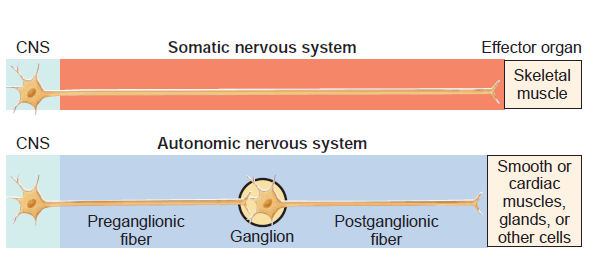 CNS
Somatic nervous system
Effector organ
Skeletal
muscle
CNS
Autonomic nervous system
Preganglionic
fiber
Ganglion
Postganglionic
fiber
Smooth or
cardiac
muscles,
glands, or
other cells